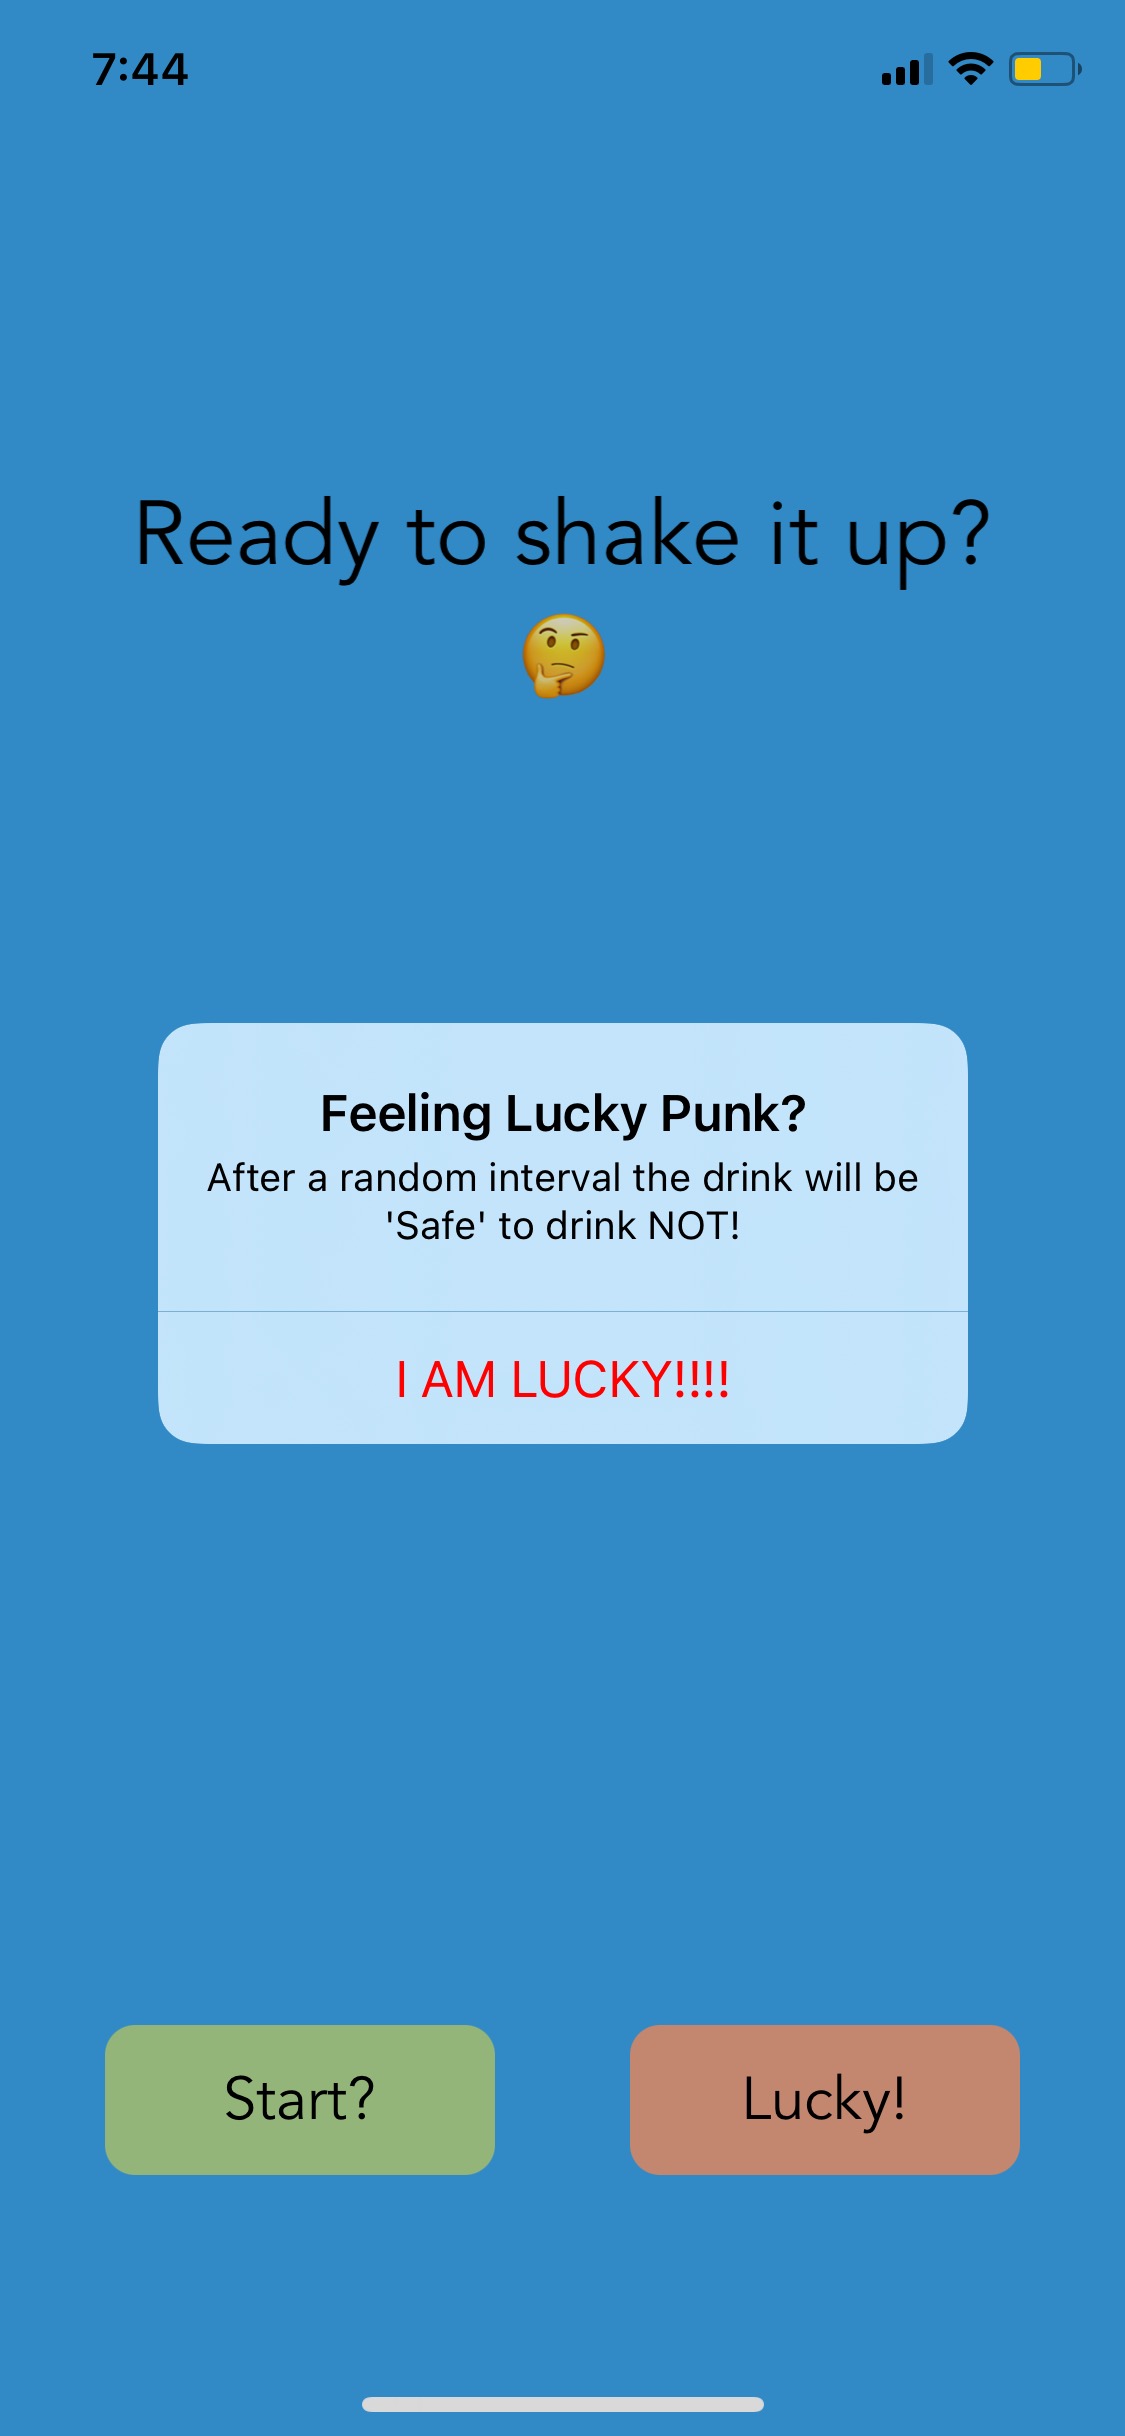 7:44
Ready to shake it up?
🤔
Feeling Lucky Punk?
After a random interval the drink will be
'Safe' to drink NOT!
I AM LUCKY!!!!
Start?
Lucky!